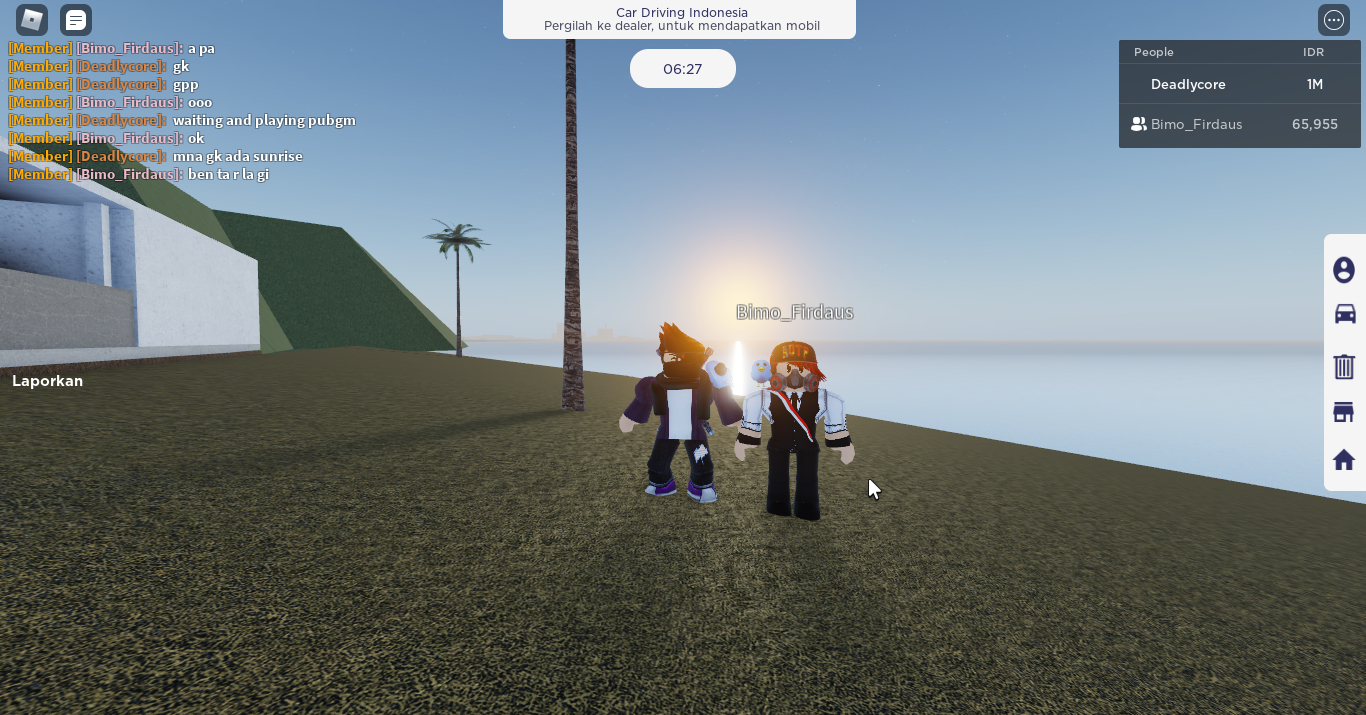 Car Driving Indonesia
Pergilah ke dealer, untuk mendapatkan mobil
06:27
[Member] [Bimo_Firdaus]: a pa
[Member] [Deadlycore]: gk
[Member] [Deadlycore]: gpp
[Member] [Bimo_Firdaus]: ooo
[Member] [Deadlycore]: waiting and playing pubgm
[Member] [Bimo_Firdaus]: ok
[Member] [Deadlycore]: mna gk ada sunrise
[Member] [Bimo_Firdaus]: ben ta r la gi
People IDR
Deadlycore 1M
Bimo_Firdaus 65,955
Bimo_Firdaus
Laporkan